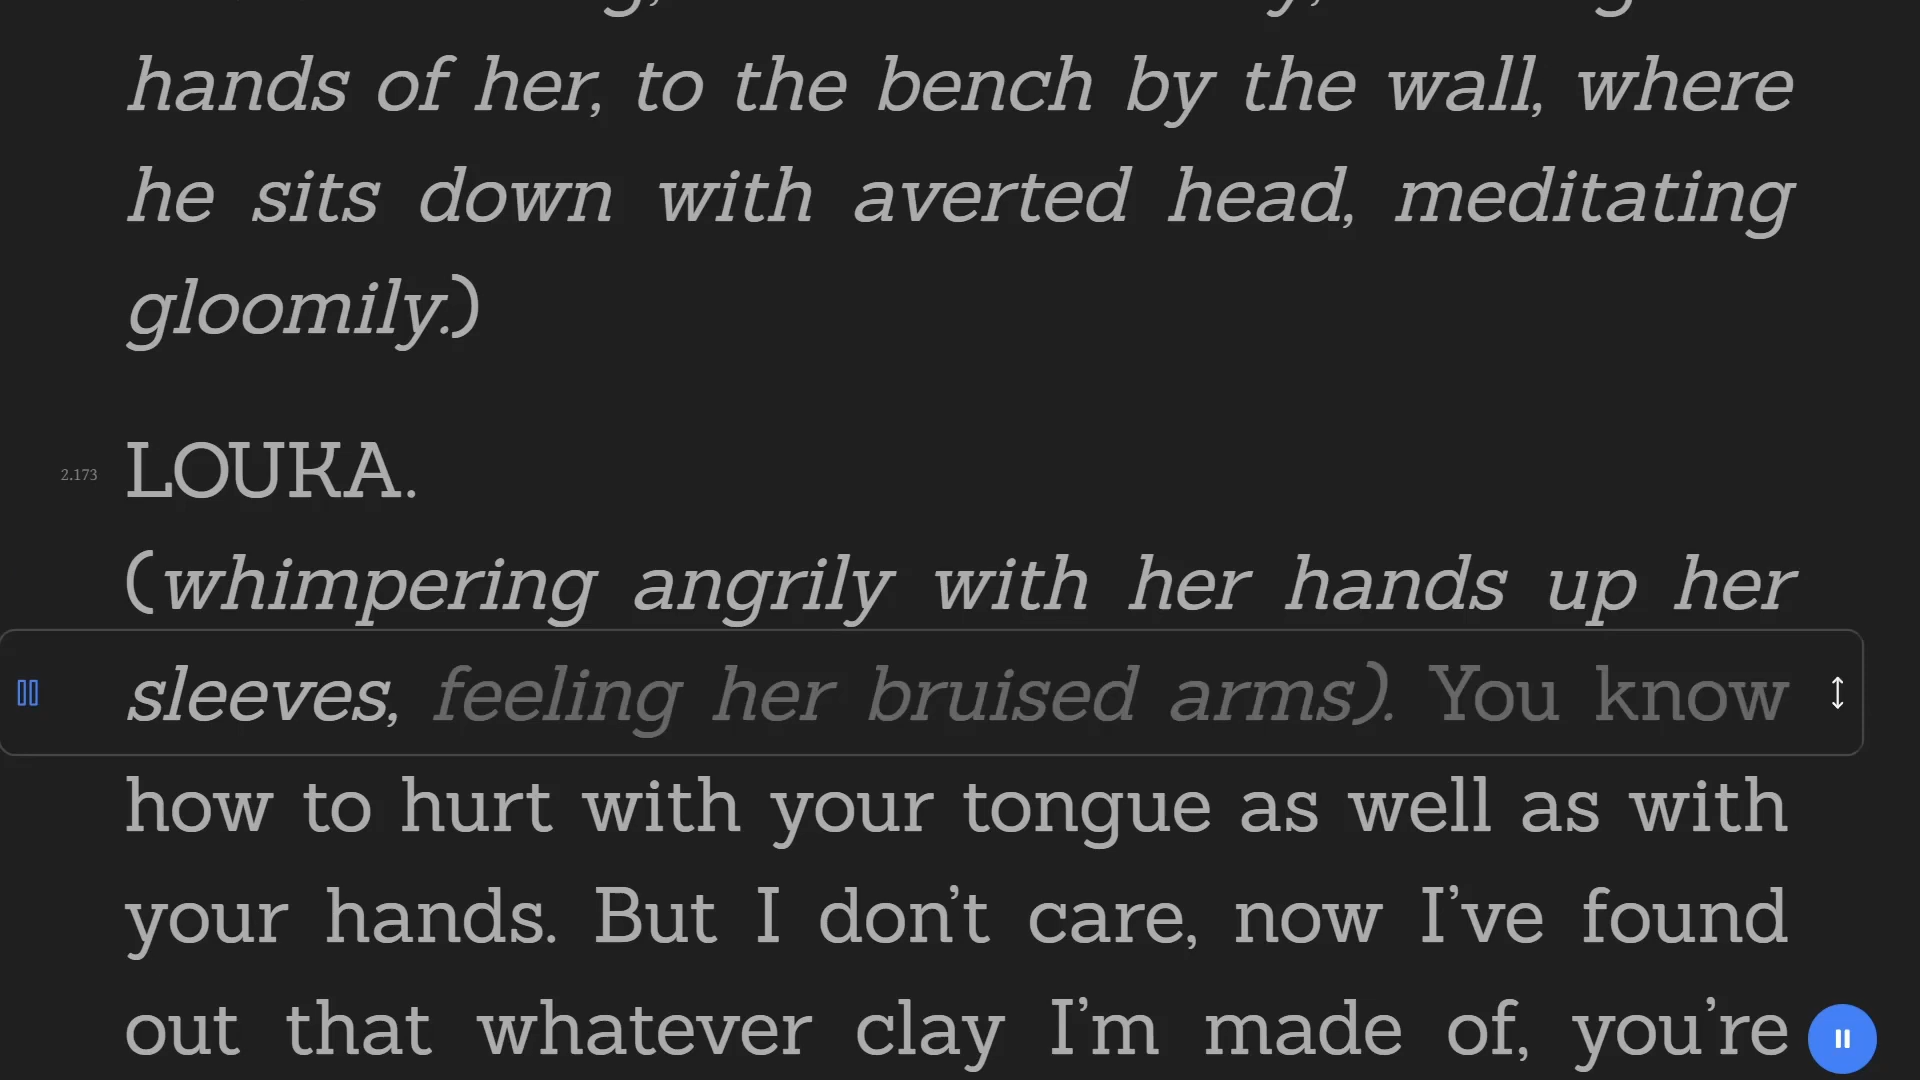 hands of her, to the bench by the wall, where
he sits down with averted head, meditating
gloomily.)
2.173
LOUKA.
(whimpering angrily with her hands up her
sleeves, feeling her bruised arms). You know
how to hurt with your tongue as well as with
your hands. But I don’t care, now I’ve found
out that whatever clay I’m made of, you’re